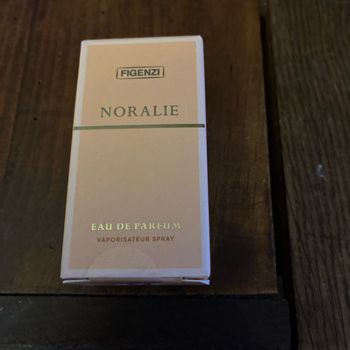 FIGENZI
NORALIE
EAU DE PARFUM
VAPORISATEUR SPRAY